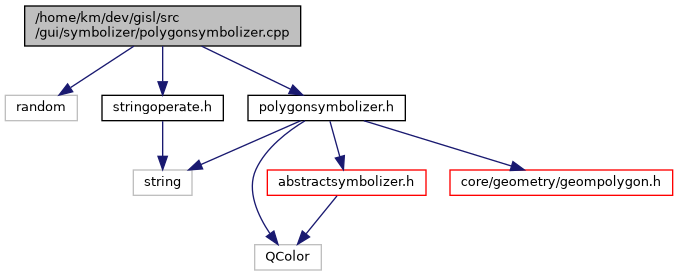 /home/km/dev/gisl/src
/gui/symbolizer/polygonsymbolizer.cpp
random
stringoperate.h
polygonsymbolizer.h
string
abstractsymbolizer.h
core/geometry/geompolygon.h
QColor